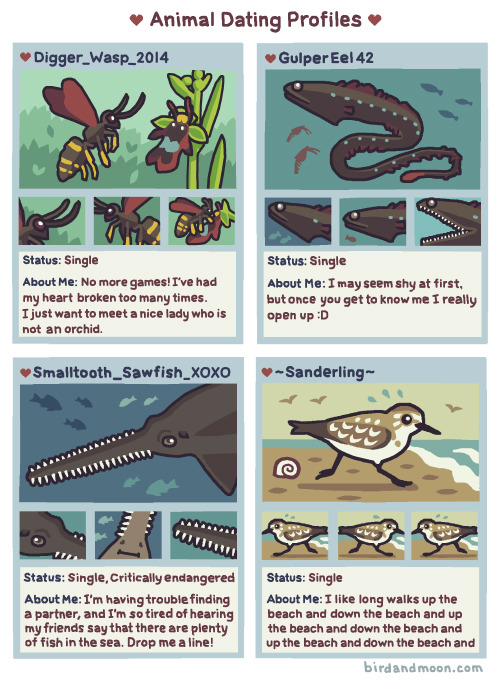 Animal Dating Profiles
Digger_Wasp_2014
Status: Single
About Me: No more games! I've had
my heart broken too many times.
I just want to meet a nice lady who is
not an orchid.
Gulper Eel 42
Status: Single
About Me: I may seem shy at first,
but once you get to know me I really
open up :D
Smalltooth_Sawfish_XOXO
Status: Single, Critically endangered
About Me: I'm having trouble finding
a partner, and I'm so tired of hearing
my friends say that there are plenty
of fish in the sea. Drop me a line!
~Sanderling~
Status: Single
About Me: I like long walks up the
beach and down the beach and up
the beach and down the beach and
up the beach and down the beach and
birdandmoon.com